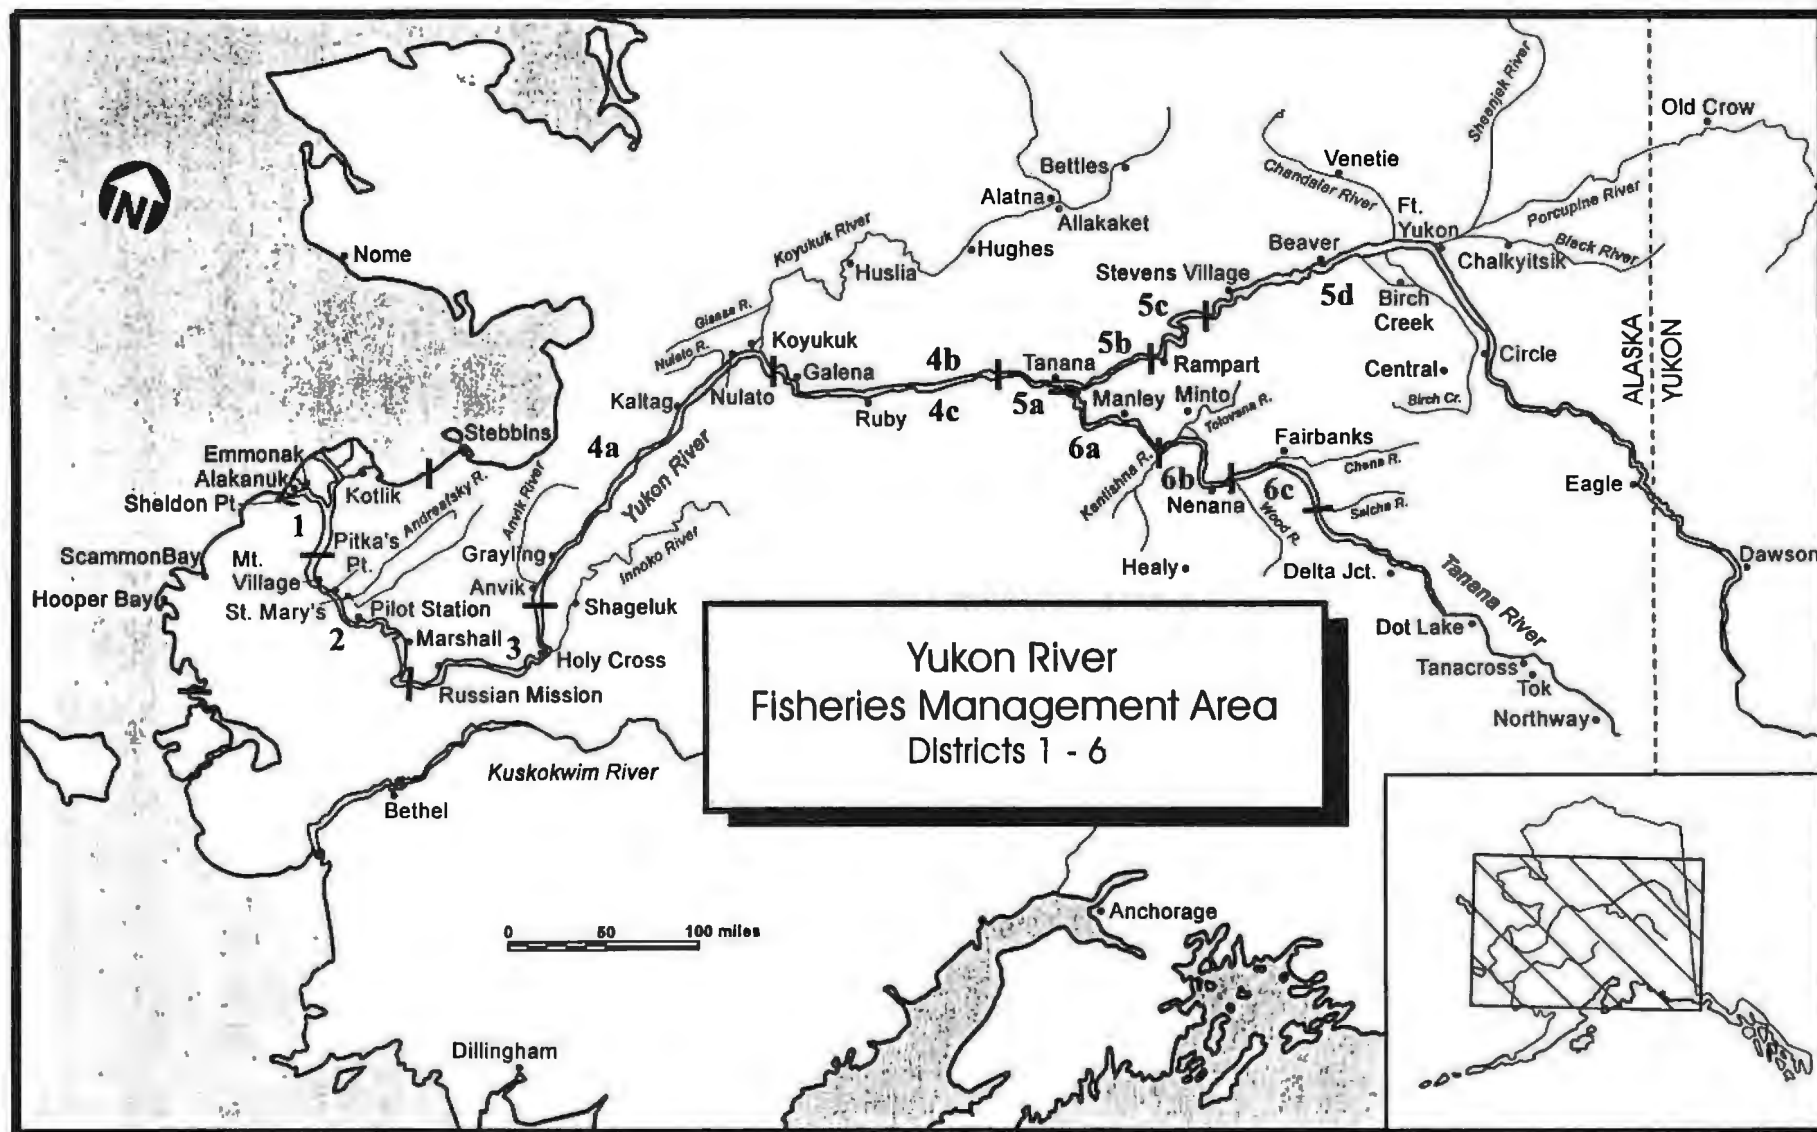 Old Crow
Sheenjek River
Venetie
Chandalar River
Bettles
Alatna
Allakaket
Ft.
Yukon
Porcupine River
Black River
Chalkyitsik
Koyukuk River
Hughes
Beaver
N
Nome
Huslia
Stevens Village
5d
Birch
Creek
5c
Gisasa R.
Nulato R.
Koyukuk
4b
Tanana
5b
Rampart
Circle
ALASKA
YUKON
Galena
Central
Kaltag
Nulato
Ruby
4c
5a
Manley
Minto
Tolovana R.
Birch Cr.
Stebbins
4a
6a
Fairbanks
Emmonak
Alakanuk
Sheldon Pt.
Kotlik
Andreafsky R.
Anvik River
Yukon River
Kantishna R.
6b
Nenana
6c
Chena R.
Salcha R.
Eagle
1
Pitka's
Pt.
Wood R.
ScammonBay
Mt.
Village
Grayling
Innoko River
Hooper Bay
Anvik
Healy
Delta Jct.
Dawson
St. Mary's
Pilot Station
Shageluk
Tanana River
2
Marshall
3
Holy Cross
Dot Lake
Russian Mission
Tanacross
Tok
Northway
Yukon River
Fisheries Management Area
Districts 1 - 6
Kuskokwim River
Bethel
Anchorage
0 50 100 miles
Dillingham